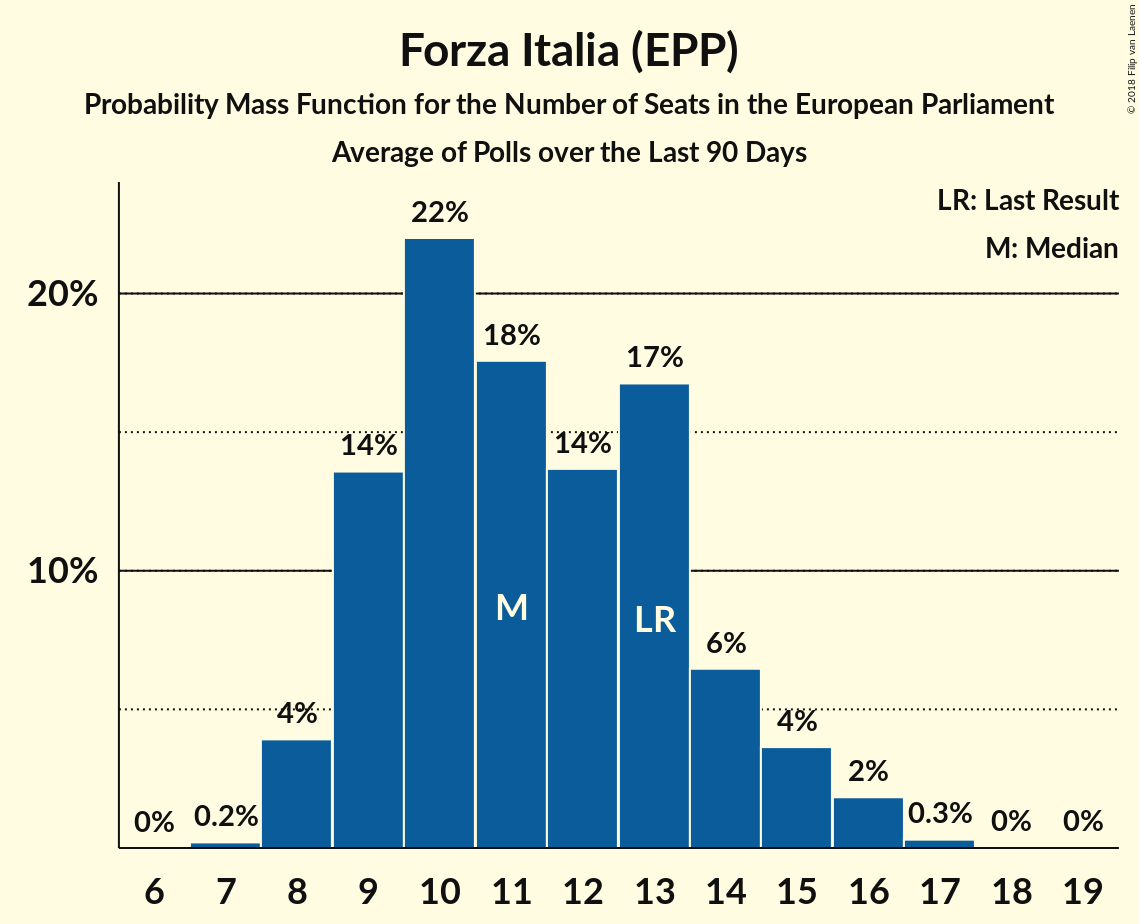 Forza Italia (EPP)
Probability Mass Function for the Number of Seats in the European Parliament
Average of Polls over the Last 90 Days
© 2018 Filip van Laenen
LR: Last Result
M: Median
20%
10%
0%
0.2%
4%
14%
22%
18%
14%
17%
6%
4%
2%
0.3%
0%
0%
M
LR
6 7 8 9 10 11 12 13 14 15 16 17 18 19